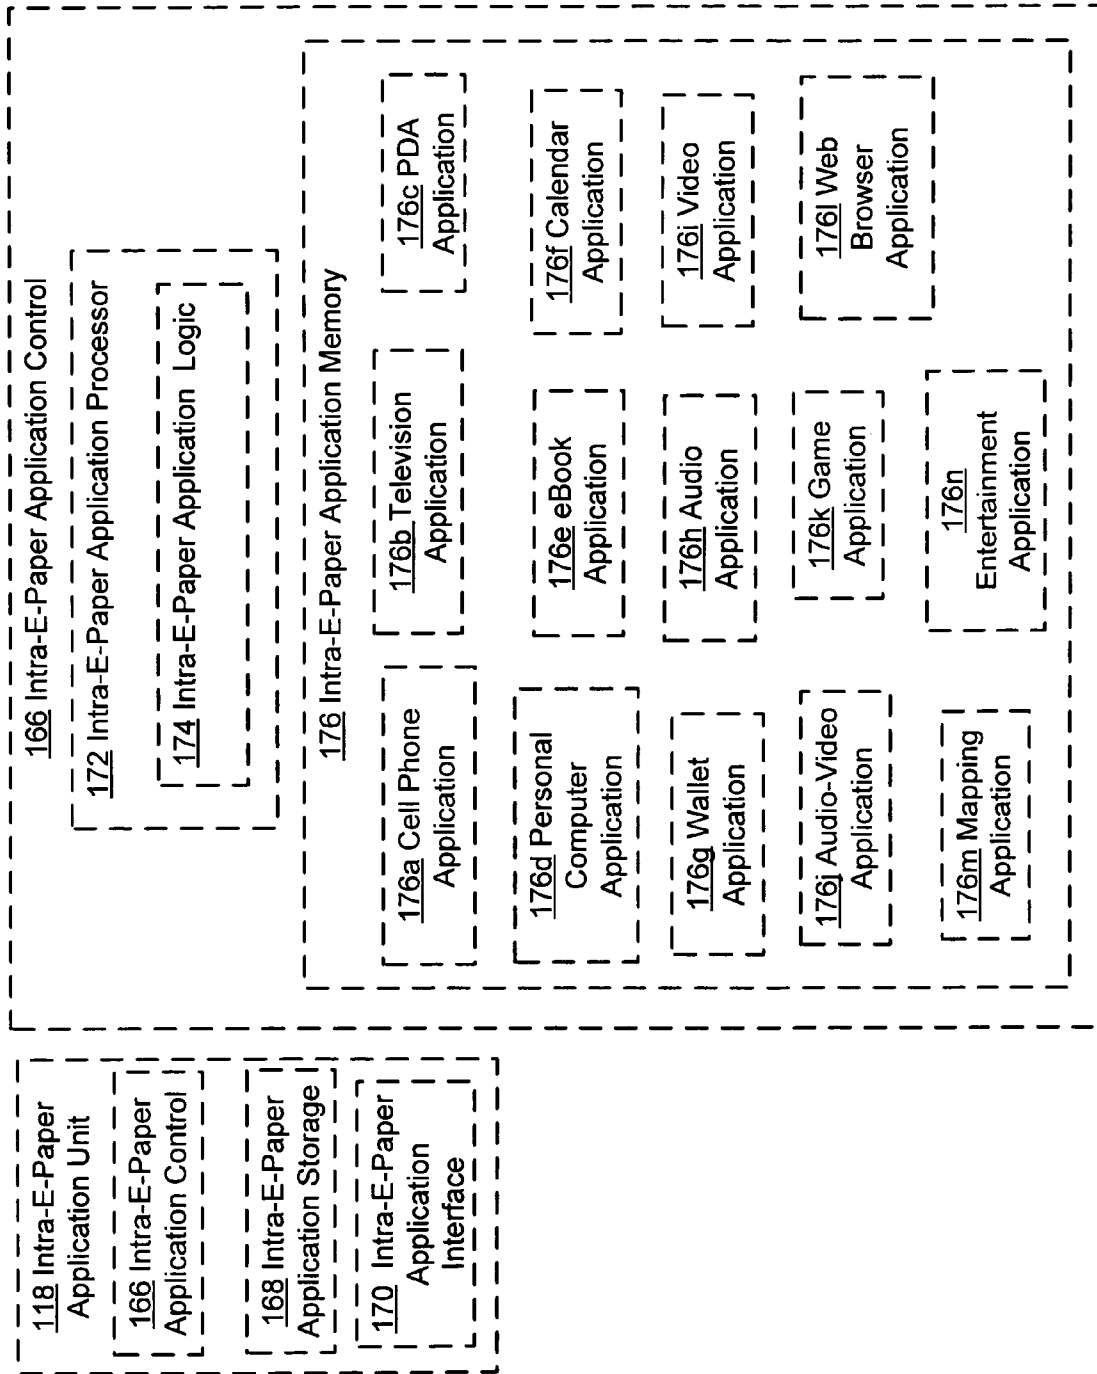 118 Intra-E-Paper
Application Unit
166 Intra-E-Paper
Application Control
168 Intra-E-Paper
Application Storage
170 Intra-E-Paper
Application
Interface
166 Intra-E-Paper Application Control
172 Intra-E-Paper Application Processor
174 Intra-E-Paper Application Logic
176 Intra-E-Paper Application Memory
176a Cell Phone
Application
176b Television
Application
176c PDA
Application
176d Personal
Computer
Application
176e eBook
Application
176f Calendar
Application
176g Wallet
Application
176h Audio
Application
176i Video
Application
176j Audio-Video
Application
176k Game
Application
176l Web
Browser
Application
176m Mapping
Application
176n
Entertainment
Application